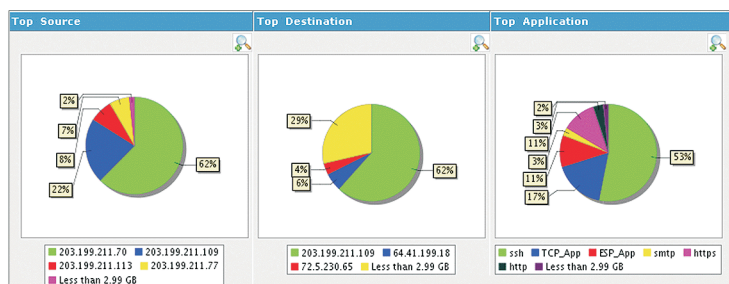 Top Source
2%
7%
8%
22%
62%
203.199.211.70 203.199.211.109
203.199.211.113 203.199.211.77
Less than 2.99 GB
Top Destination
29%
4%
6%
62%
203.199.211.109 64.41.199.18
72.5.230.65 Less than 2.99 GB
Top Application
2%
3%
11%
3%
11%
17%
53%
ssh TCP_App ESP_App smtp https
http Less than 2.99 GB